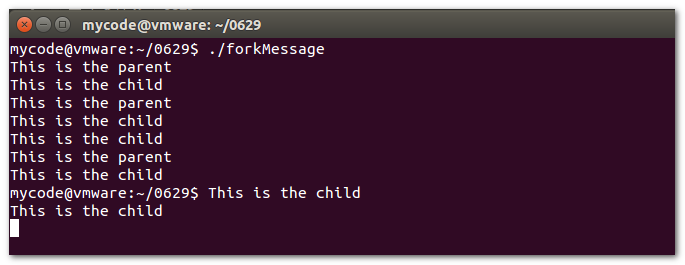 mycode@vmware: ~/0629
mycode@vmware:~/0629$ ./forkMessage
This is the parent
This is the child
This is the parent
This is the child
This is the child
This is the parent
This is the child
mycode@vmware:~/0629$ This is the child
This is the child